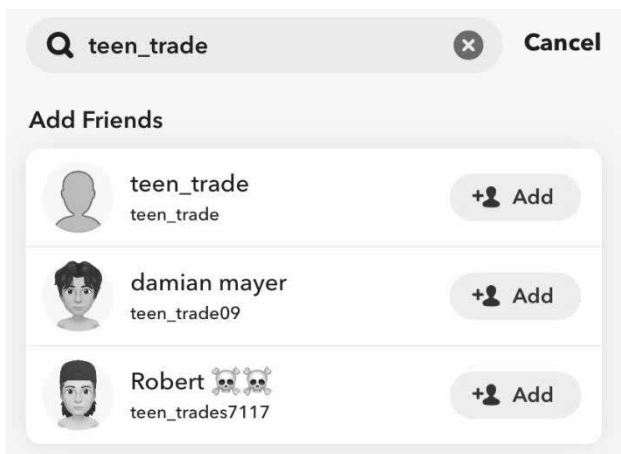 teen_trade
Cancel
Add Friends
teen_trade
teen_trade
Add
damian mayer
teen_trade09
Add
Robert ☠️☠️
teen_trades7117
Add